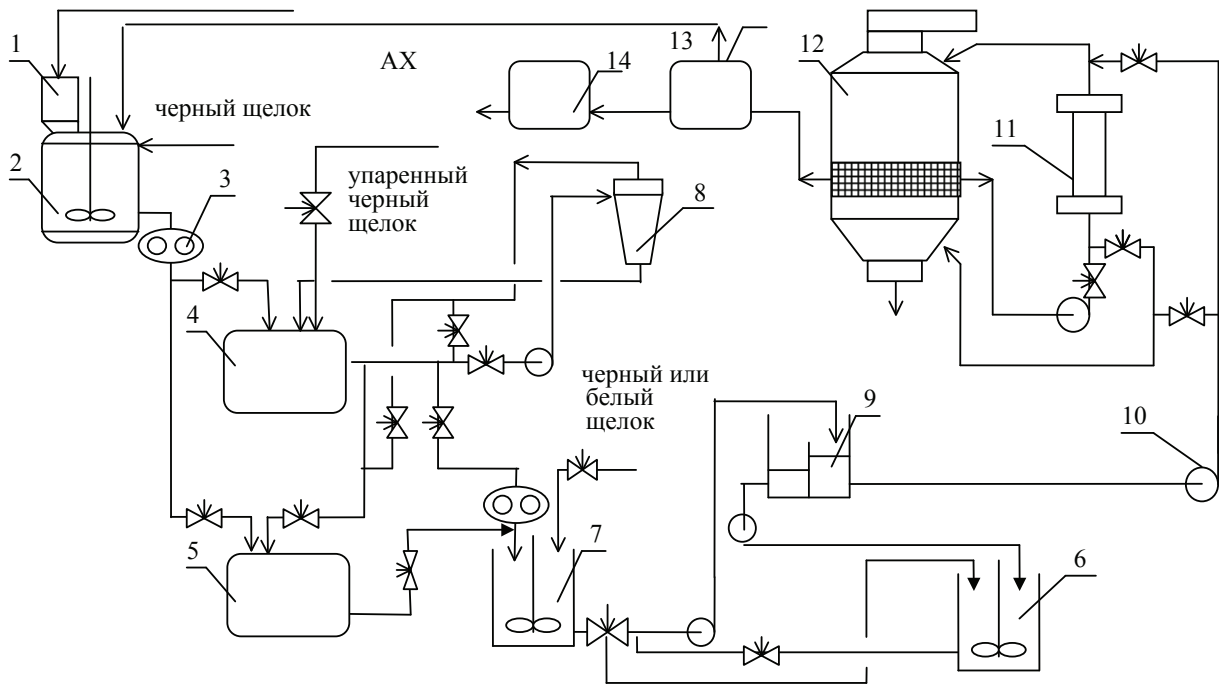 1
АХ
13
12
14
черный щелок
11
2
3
упаренный
черный
щелок
8
4
черный или
белый
щелок
9
10
5
7
6